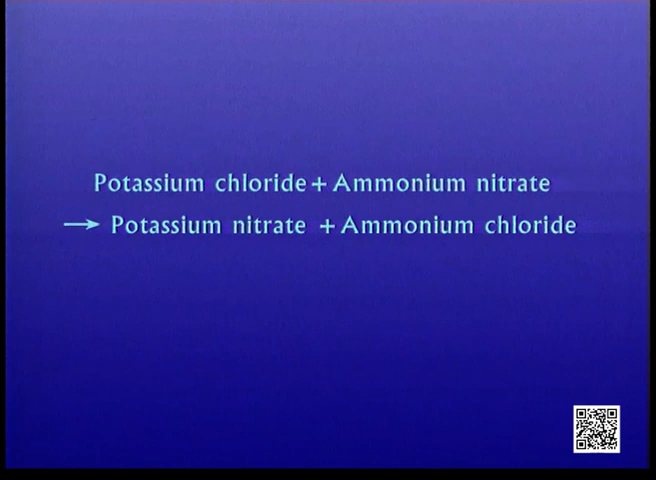 Potassium chloride + Ammonium nitrate
→ Potassium nitrate + Ammonium chloride